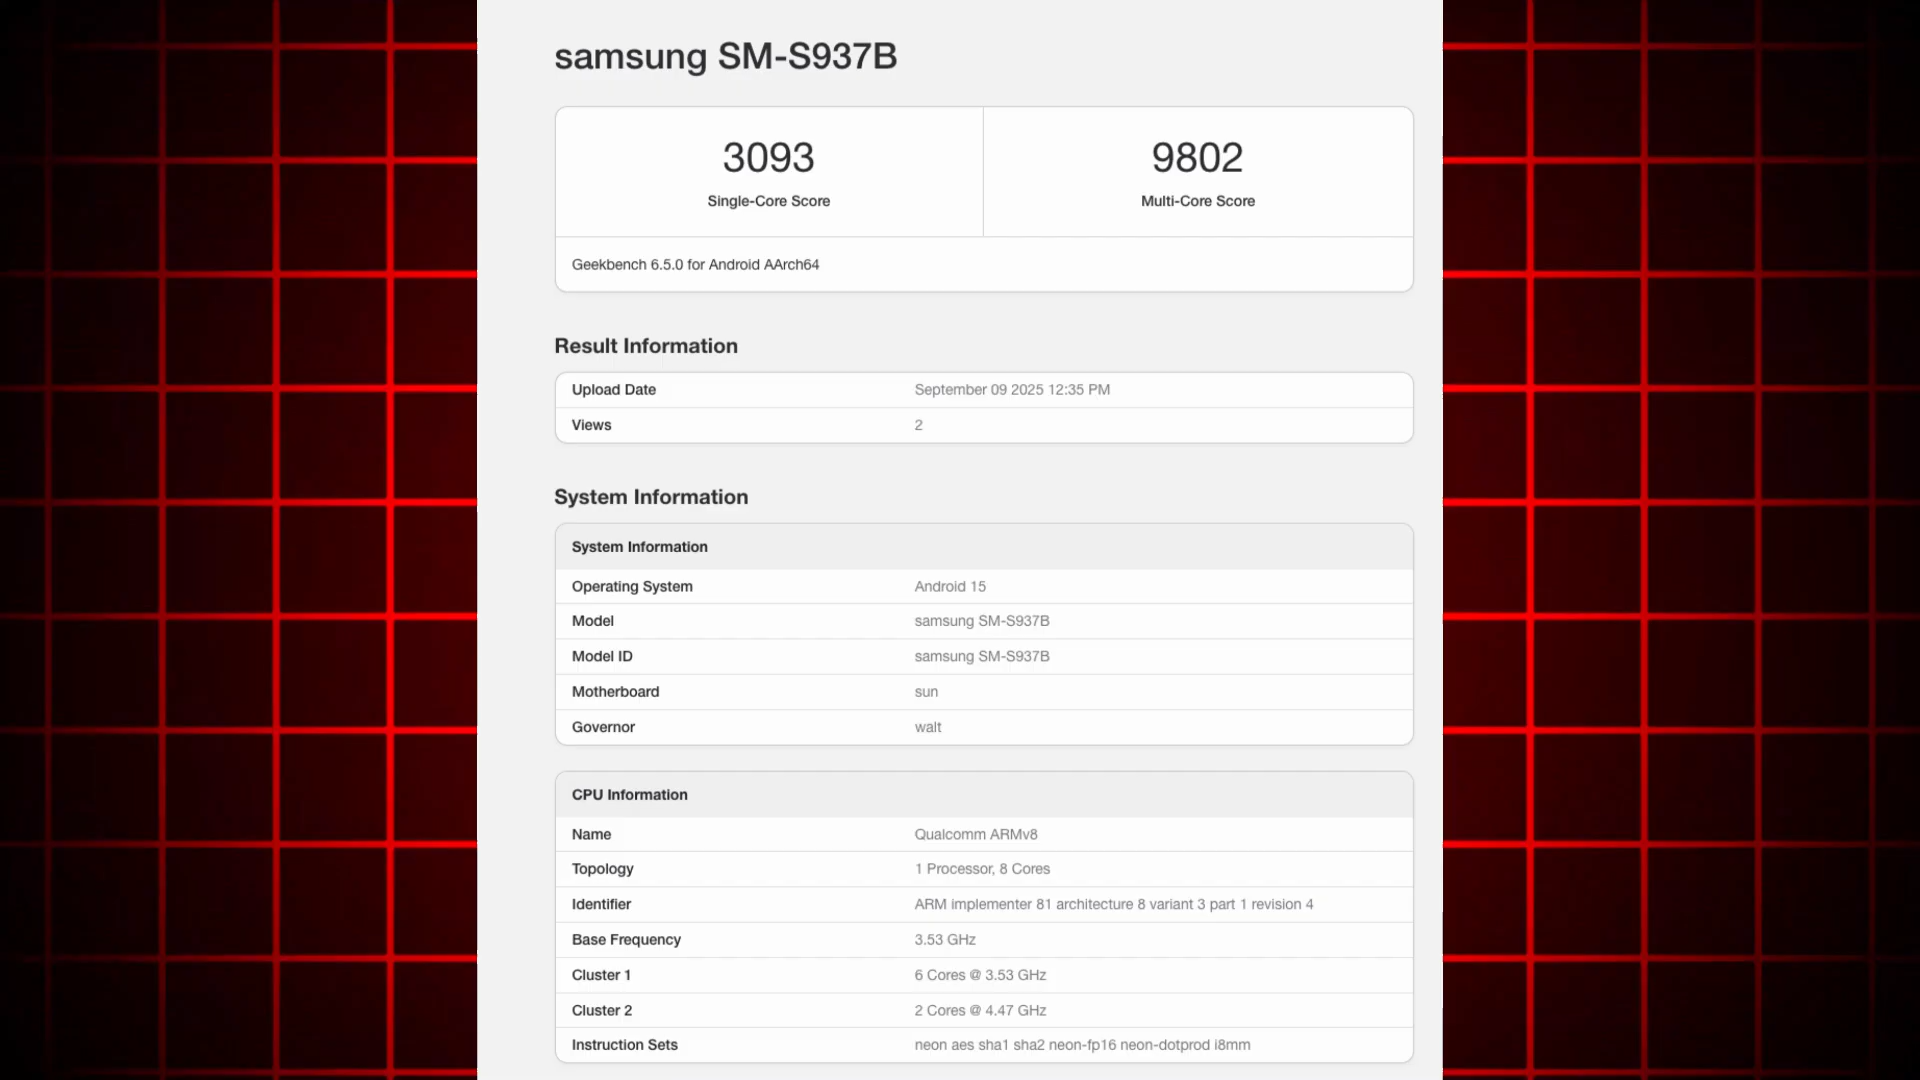 samsung SM-S937B
3093
Single-Core Score
9802
Multi-Core Score
Geekbench 6.5.0 for Android AArch64
Result Information
Upload Date September 09 2025 12:35 PM
Views 2
System Information
System Information
Operating System Android 15
Model samsung SM-S937B
Model ID samsung SM-S937B
Motherboard sun
Governor walt
CPU Information
Name Qualcomm ARMv8
Topology 1 Processor, 8 Cores
Identifier ARM implementer 81 architecture 8 variant 3 part 1 revision 4
Base Frequency 3.53 GHz
Cluster 1 6 Cores @ 3.53 GHz
Cluster 2 2 Cores @ 4.47 GHz
Instruction Sets neon aes sha1 sha2 neon-fp16 neon-dotprod i8mm